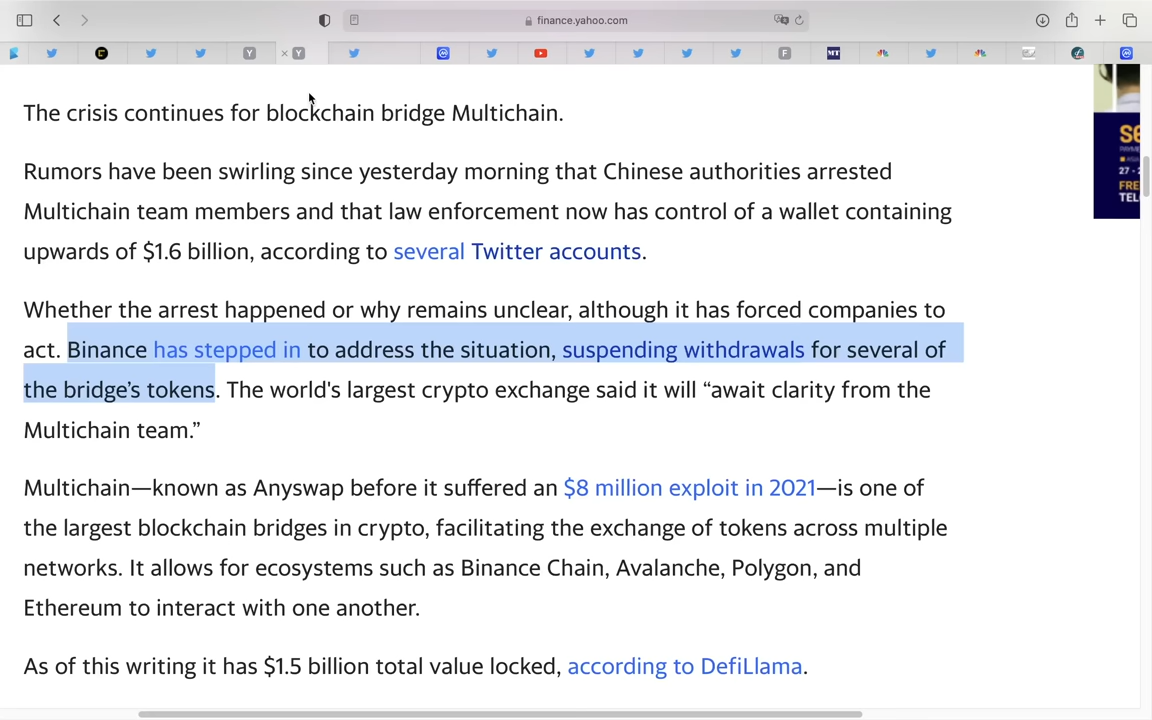 finance.yahoo.com
Y
Y
F
MT
The crisis continues for blockchain bridge Multichain.
Rumors have been swirling since yesterday morning that Chinese authorities arrested
Multichain team members and that law enforcement now has control of a wallet containing
upwards of $1.6 billion, according to several Twitter accounts.
Whether the arrest happened or why remains unclear, although it has forced companies to
act. Binance has stepped in to address the situation, suspending withdrawals for several of
the bridge’s tokens. The world's largest crypto exchange said it will “await clarity from the
Multichain team.”
Multichain—known as Anyswap before it suffered an $8 million exploit in 2021—is one of
the largest blockchain bridges in crypto, facilitating the exchange of tokens across multiple
networks. It allows for ecosystems such as Binance Chain, Avalanche, Polygon, and
Ethereum to interact with one another.
As of this writing it has $1.5 billion total value locked, according to DefiLlama.
27 -
FRE
TEL